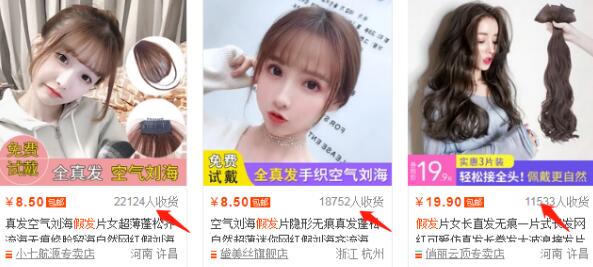 免费
试戴
全真发 空气刘海
¥8.50 包邮
22124人收货
真发空气刘海假发片女超薄蓬松齐
小七航源专卖店
河南 许昌
免费
试戴
全真发手织空气刘海
¥8.50 包邮
18752人收货
空气刘海假发片隐形无痕真发蓬松
旗舰店
浙江 杭州
实惠3片装
¥19.9元
轻松接全头! 佩戴更自然
¥19.90 包邮
11533人收货
假发片女长直发无痕一片式长发网
俏丽云顶专卖店
河南 许昌